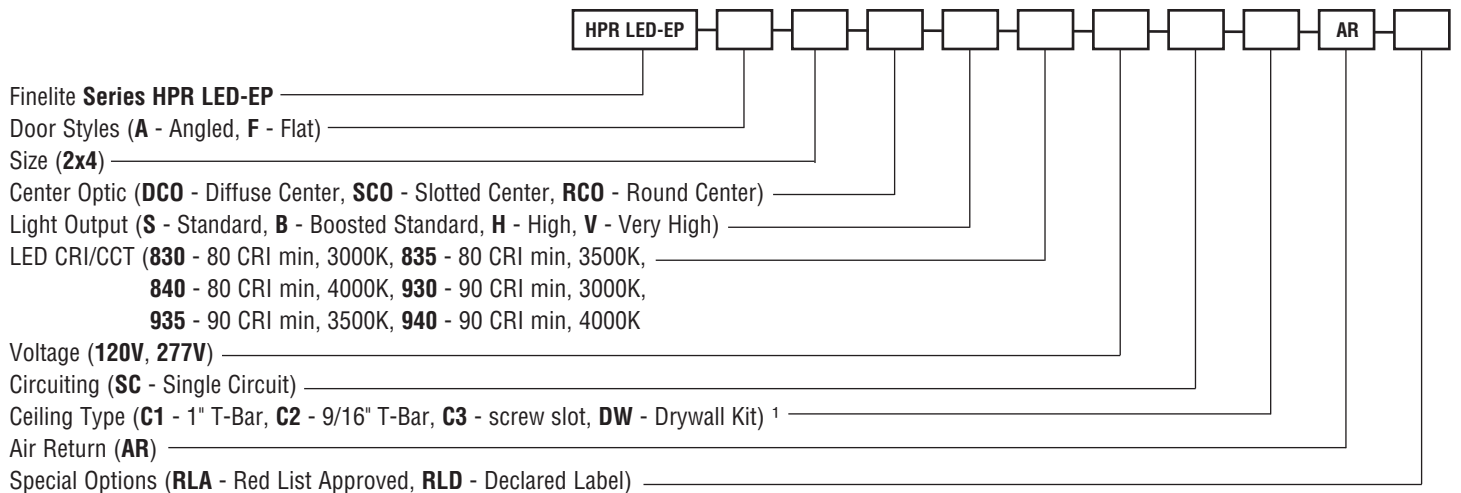 HPR LED-EP AR
Finelite Series HPR LED-EP
Door Styles (A - Angled, F - Flat)
Size (2x4)
Center Optic (DCO - Diffuse Center, SCO - Slotted Center, RCO - Round Center)
Light Output (S - Standard, B - Boosted Standard, H - High, V - Very High)
LED CRI/CCT (830 - 80 CRI min, 3000K, 835 - 80 CRI min, 3500K,
840 - 80 CRI min, 4000K, 930 - 90 CRI min, 3000K,
935 - 90 CRI min, 3500K, 940 - 90 CRI min, 4000K
Voltage (120V, 277V)
Circuiting (SC - Single Circuit)
Ceiling Type (C1 - 1" T-Bar, C2 - 9/16" T-Bar, C3 - screw slot, DW - Drywall Kit) ¹
Air Return (AR)
Special Options (RLA - Red List Approved, RLD - Declared Label)